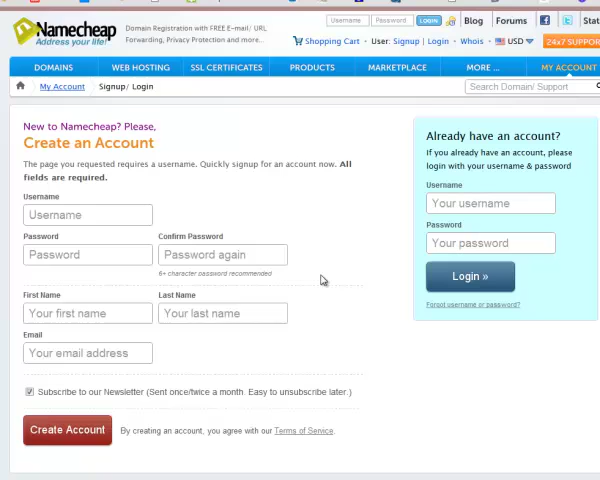 Username Password LOGIN Blog Forums Stat
Namecheap
Address your life!
Domain Registration with FREE E-mail/ URL
Forwarding, Privacy Protection and more...
Shopping Cart • User: Signup | Login • Whois • USD 24x7 SUPPOR
DOMAINS WEB HOSTING SSL CERTIFICATES PRODUCTS MARKETPLACE MORE ... MY ACCOUNT
My Account Signup/ Login Search Domain/ Support
New to Namecheap? Please,
Create an Account
The page you requested requires a username. Quickly signup for an account now. All
fields are required.
Username
Username
Password Confirm Password
Password Password again
6+ character password recommended
First Name Last Name
Your first name Your last name
Email
Your email address
Subscribe to our Newsletter (Sent once/twice a month. Easy to unsubscribe later.)
Create Account By creating an account, you agree with our Terms of Service.
Already have an account?
If you already have an account, please
login with your username & password
Username
Your username
Password
Your password
Login »
Forgot username or password?